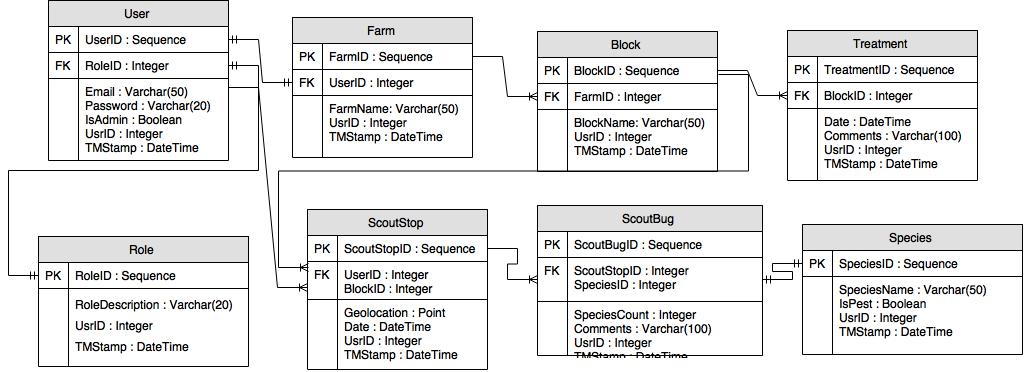 User
PK UserID : Sequence
FK RoleID : Integer
Email : Varchar(50)
Password : Varchar(20)
IsAdmin : Boolean
UsrID : Integer
TMStamp : DateTime
Farm
PK FarmID : Sequence
FK UserID : Integer
FarmName: Varchar(50)
UsrID : Integer
TMStamp : DateTime
Block
PK BlockID : Sequence
FK FarmID : Integer
BlockName: Varchar(50)
UsrID : Integer
TMStamp : DateTime
Treatment
PK TreatmentID : Sequence
FK BlockID : Integer
Date : DateTime
Comments : Varchar(100)
UsrID : Integer
TMStamp : DateTime
Role
PK RoleID : Sequence
RoleDescription : Varchar(20)
UsrID : Integer
TMStamp : DateTime
ScoutStop
PK ScoutStopID : Sequence
FK UserID : Integer
BlockID : Integer
Geolocation : Point
Date : DateTime
UsrID : Integer
TMStamp : DateTime
ScoutBug
PK ScoutBugID : Sequence
FK ScoutStopID : Integer
SpeciesID : Integer
SpeciesCount : Integer
Comments : Varchar(100)
UsrID : Integer
TMStamp : DateTime
Species
PK SpeciesID : Sequence
SpeciesName : Varchar(50)
IsPest : Boolean
UsrID : Integer
TMStamp : DateTime